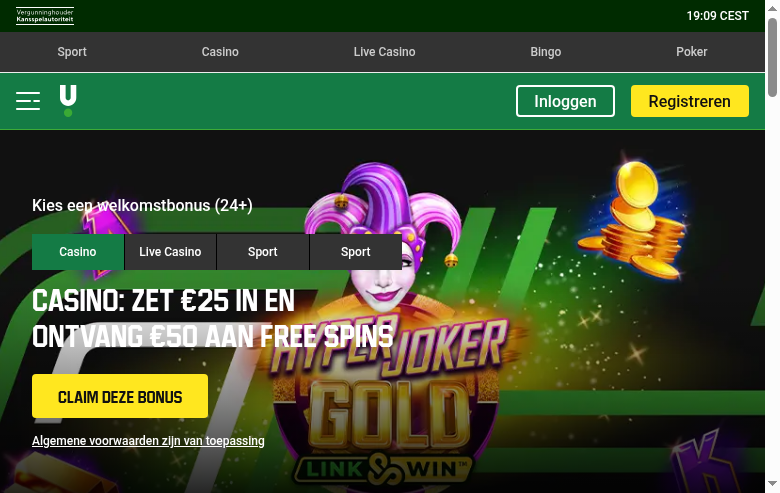 Vergunninghouder
Kansspelautoriteit
19:09 CEST
Sport
Casino
Live Casino
Bingo
Poker
U
Inloggen
Registreren
Kies een welkomstbonus (24+)
Casino
Live Casino
Sport
Sport
CASINO: ZET €25 IN EN
ONTVANG €50 AAN FREE SPINS
HYPER JOKER
GOLD
LINK & WIN™
CLAIM DEZE BONUS
Algemene voorwaarden zijn van toepassing
K